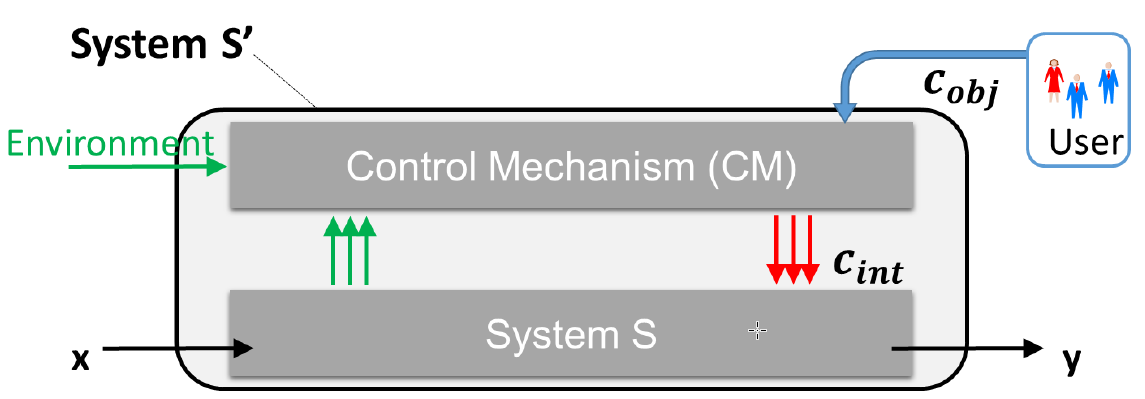 System S’
c_obj
User
Environment
Control Mechanism (CM)
c_int
System S
x
y